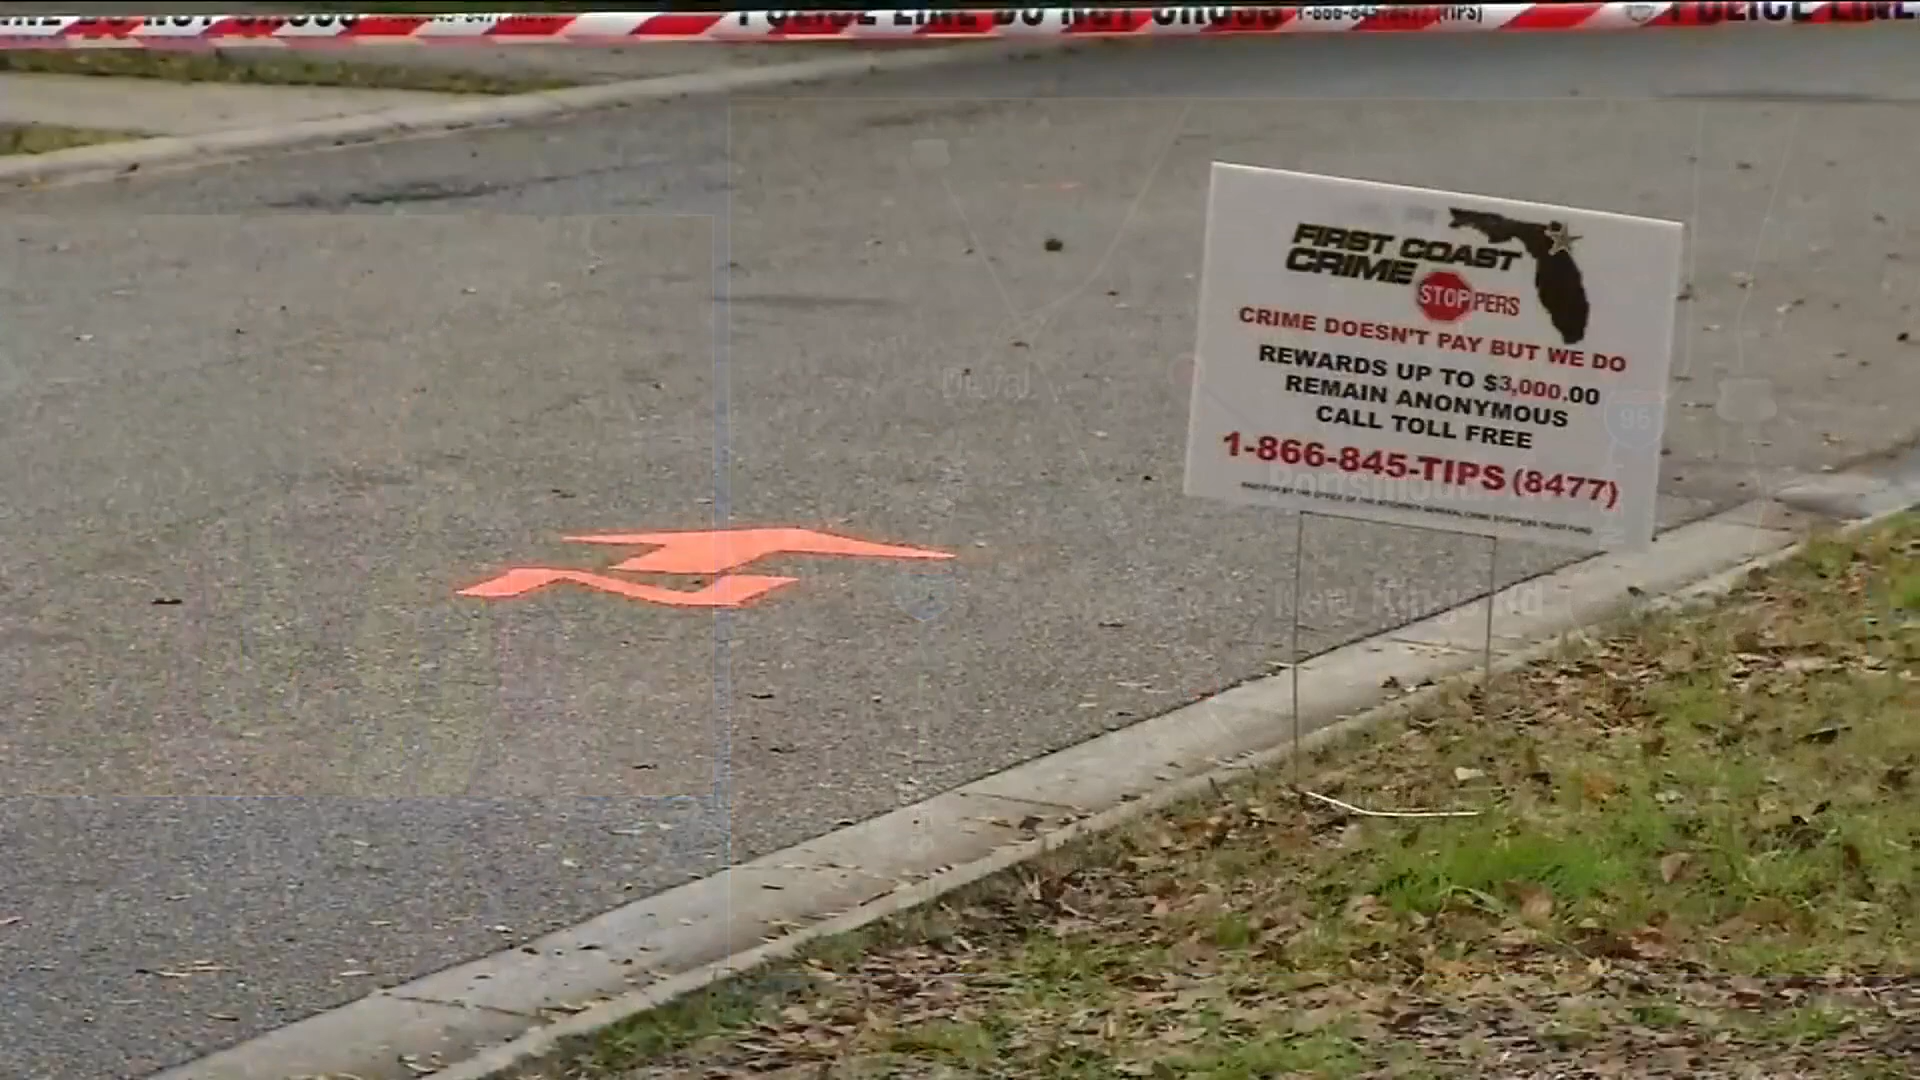 POLICE LINE DO NOT CROSS 1-866-845-8477 (TIPS) POLICE LINE
FIRST COAST
CRIME
STOPPERS
CRIME DOESN'T PAY BUT WE DO
REWARDS UP TO $3,000.00
REMAIN ANONYMOUS
CALL TOLL FREE
1-866-845-TIPS (8477)
Duval
95
New Kings Rd
N